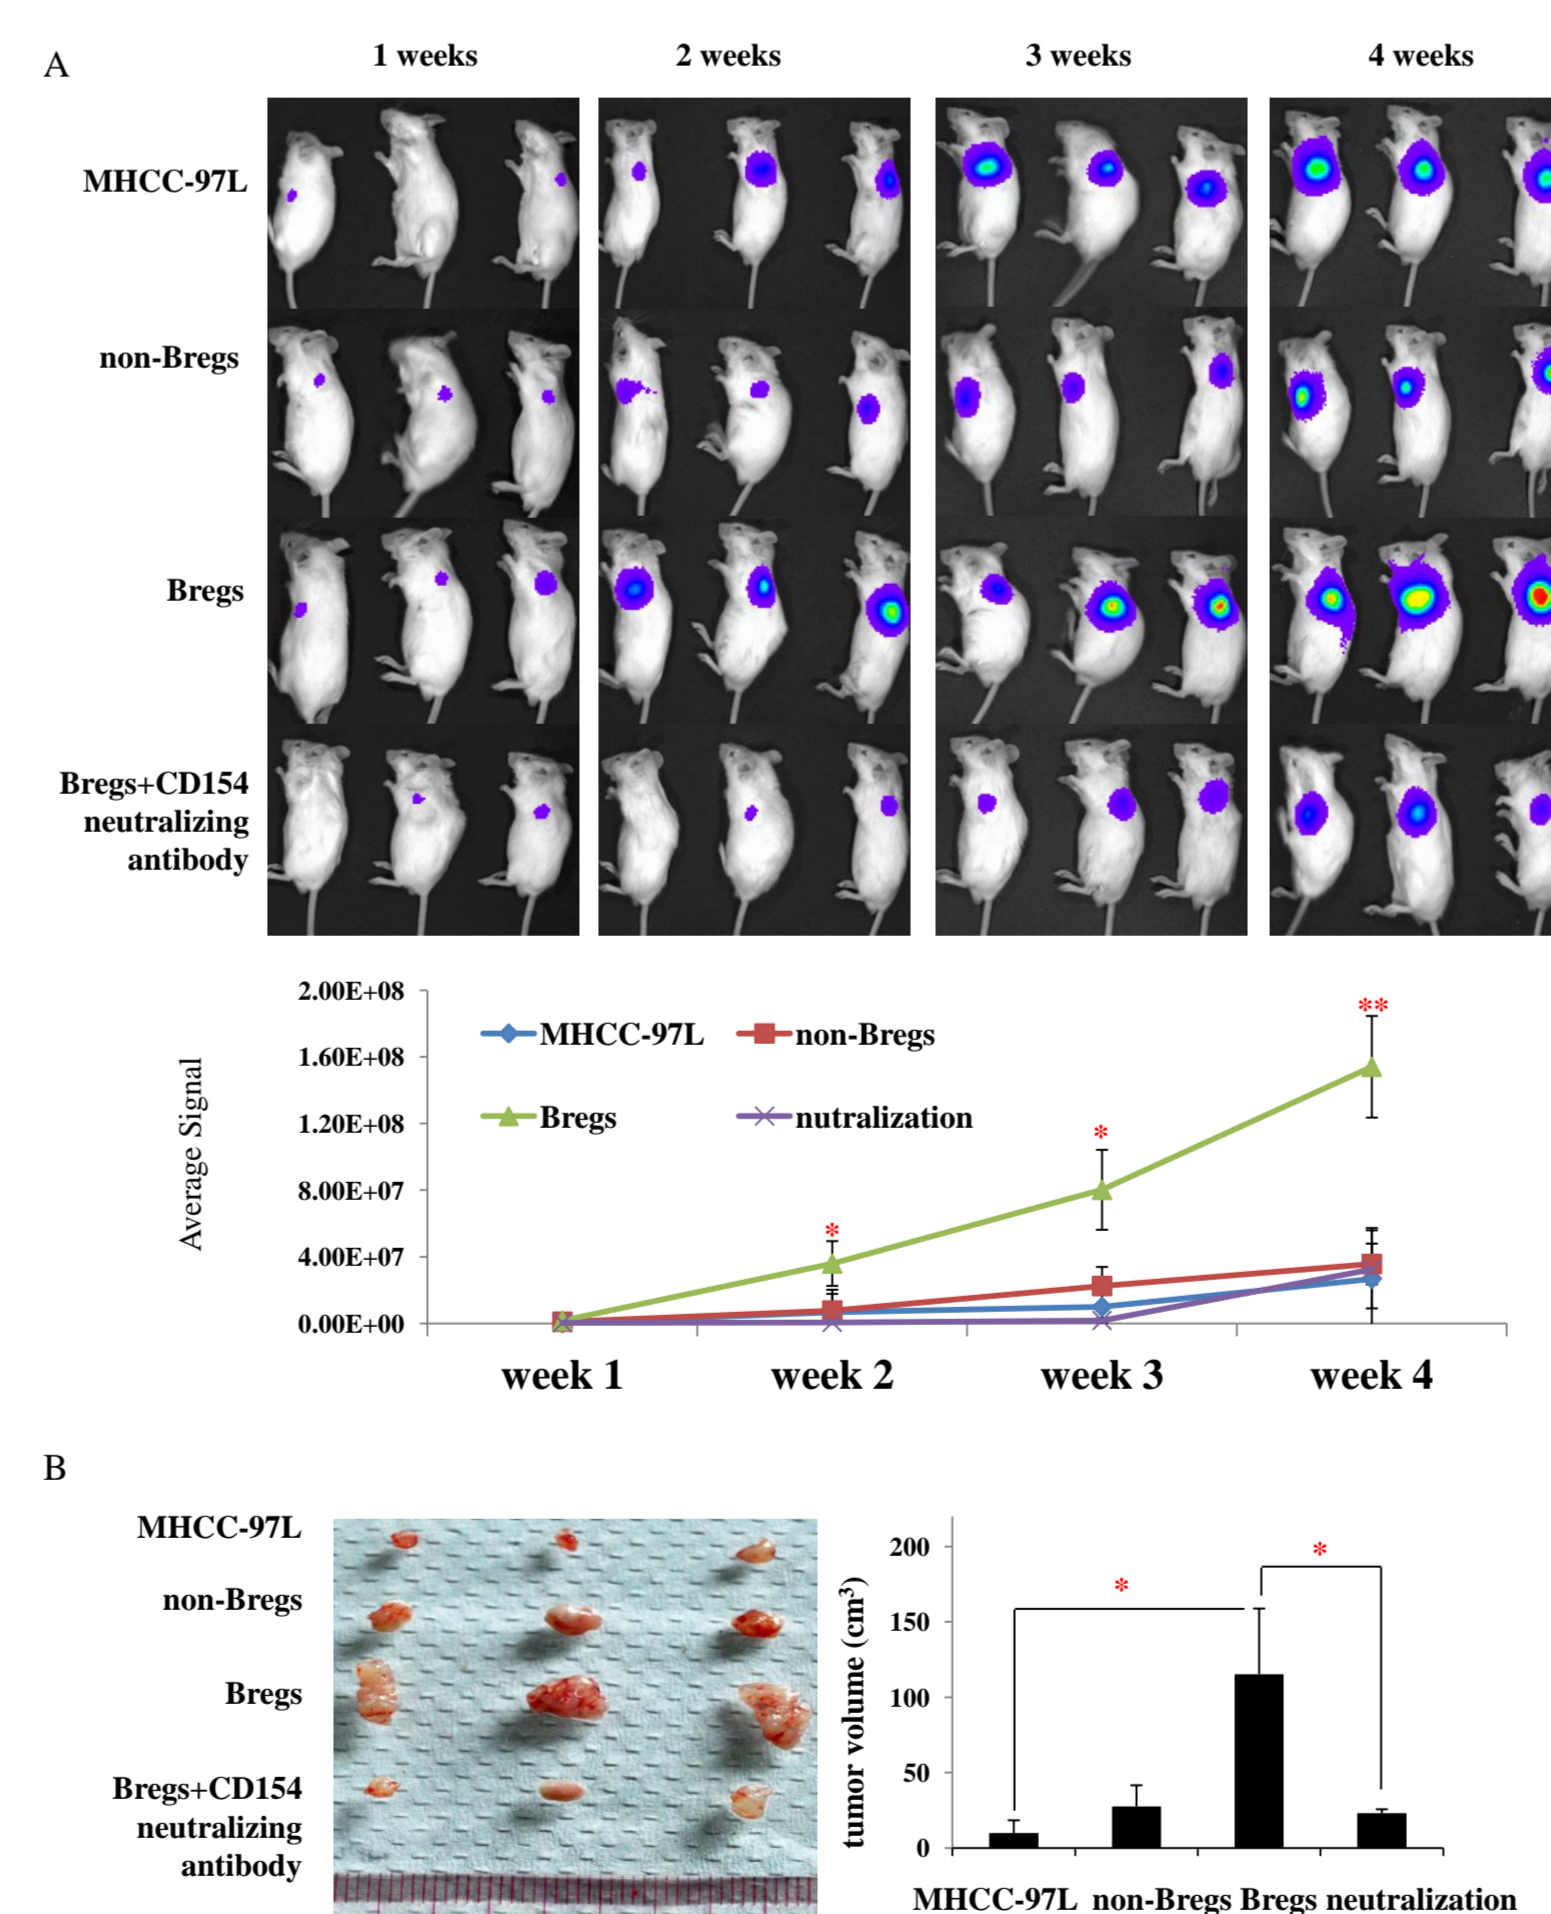 A
1 weeks 2 weeks 3 weeks 4 weeks
MHCC-97L
non-Bregs
Bregs
Bregs+CD154
neutralizing
antibody
2.00E+08
1.60E+08
1.20E+08
8.00E+07
4.00E+07
0.00E+00
Average Signal
MHCC-97L non-Bregs
Bregs nutralization
*
*
**
week 1 week 2 week 3 week 4
B
MHCC-97L
non-Bregs
Bregs
Bregs+CD154
neutralizing
antibody
tumor volume (cm³)
200
150
100
50
0
*
*
MHCC-97L non-Bregs Bregs neutralization